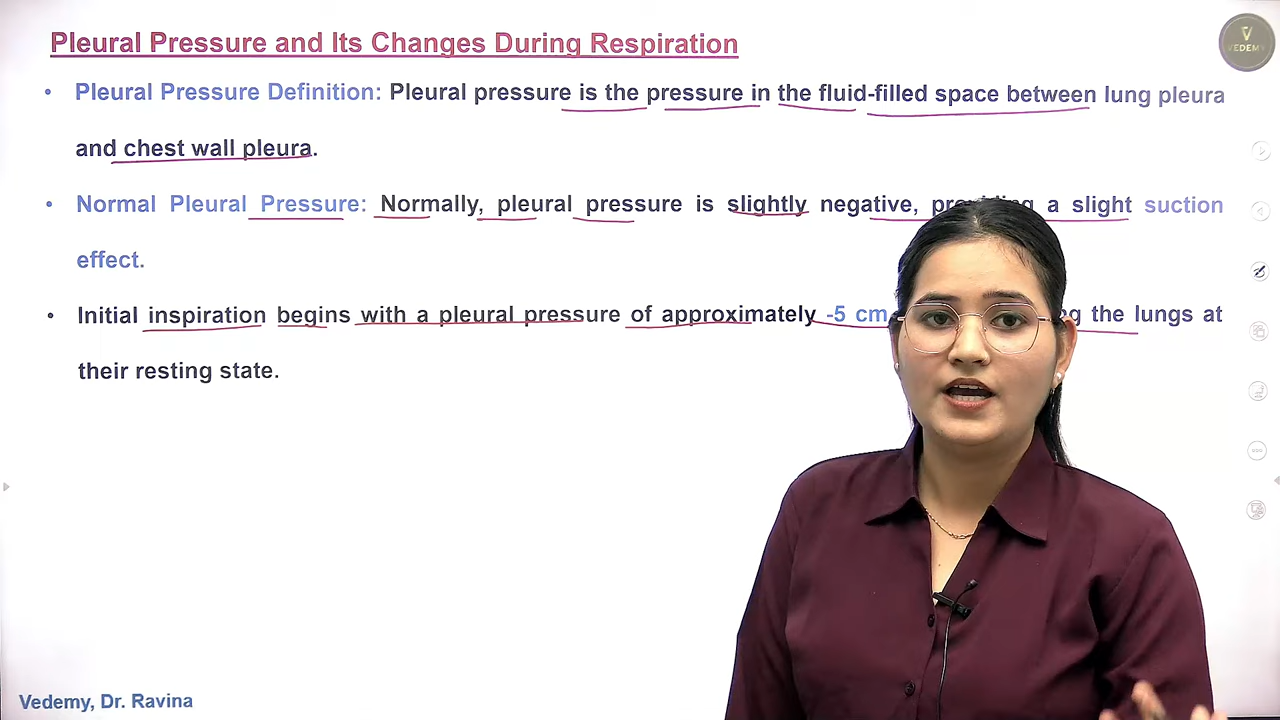 Pleural Pressure and Its Changes During Respiration
VEDEMY
• Pleural Pressure Definition: Pleural pressure is the pressure in the fluid-filled space between lung pleura
and chest wall pleura.
• Normal Pleural Pressure: Normally, pleural pressure is slightly negative, providing a slight suction
effect.
• Initial inspiration begins with a pleural pressure of approximately -5 cm the lungs at
their resting state.
Vedemy, Dr. Ravina